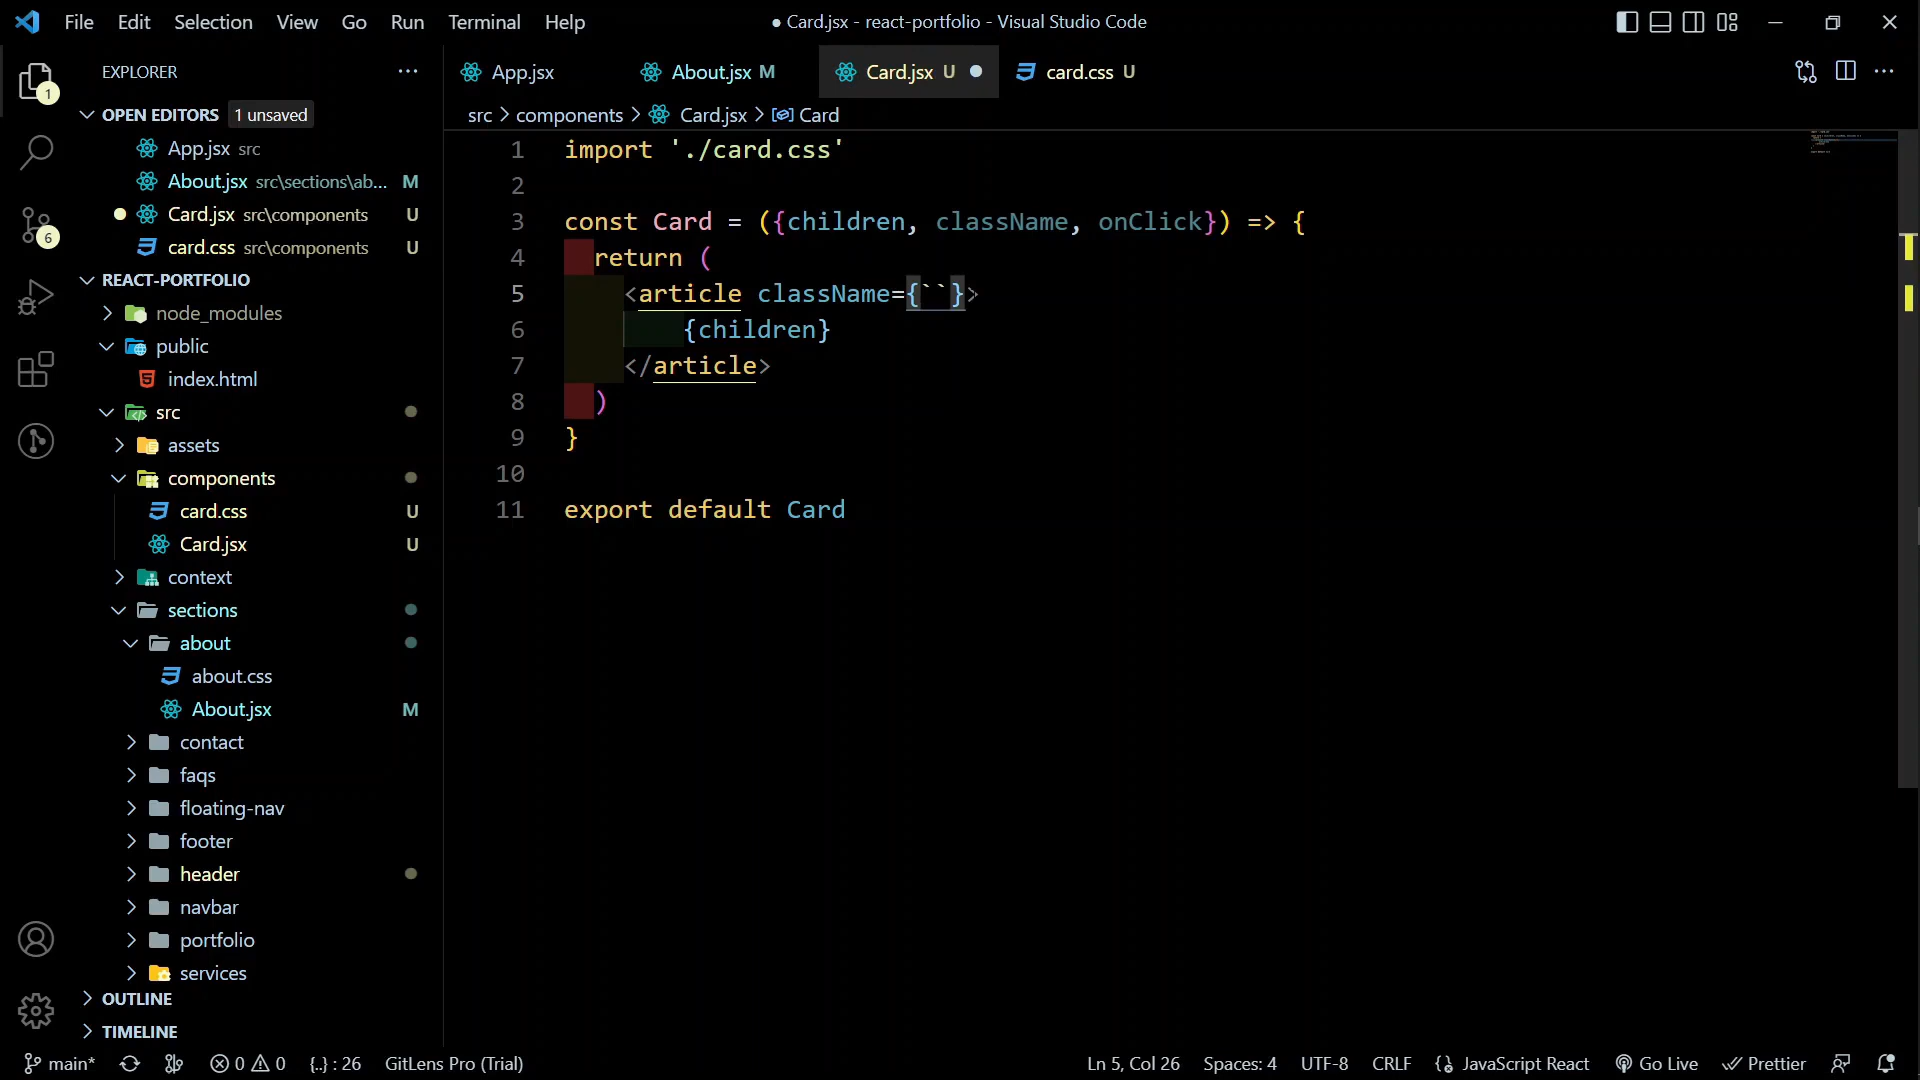 File Edit Selection View Go Run Terminal Help
● Card.jsx - react-portfolio - Visual Studio Code
EXPLORER
1
OPEN EDITORS 1 unsaved
App.jsx src
About.jsx src\sections\ab... M
Card.jsx src\components U
card.css src\components U
6
REACT-PORTFOLIO
node_modules
public
index.html
src
assets
components
card.css U
Card.jsx U
context
sections
about
about.css
About.jsx M
contact
faqs
floating-nav
footer
header
navbar
portfolio
services
OUTLINE
TIMELINE
App.jsx About.jsx M Card.jsx U card.css U
src > components > Card.jsx > Card
1 import './card.css'
2
3 const Card = ({children, className, onClick}) => {
4 return (
5 <article className={``}>
6 {children}
7 </article>
8 )
9 }
10
11 export default Card
main* 0 0 {..} : 26 GitLens Pro (Trial) Ln 5, Col 26 Spaces: 4 UTF-8 CRLF JavaScript React Go Live Prettier